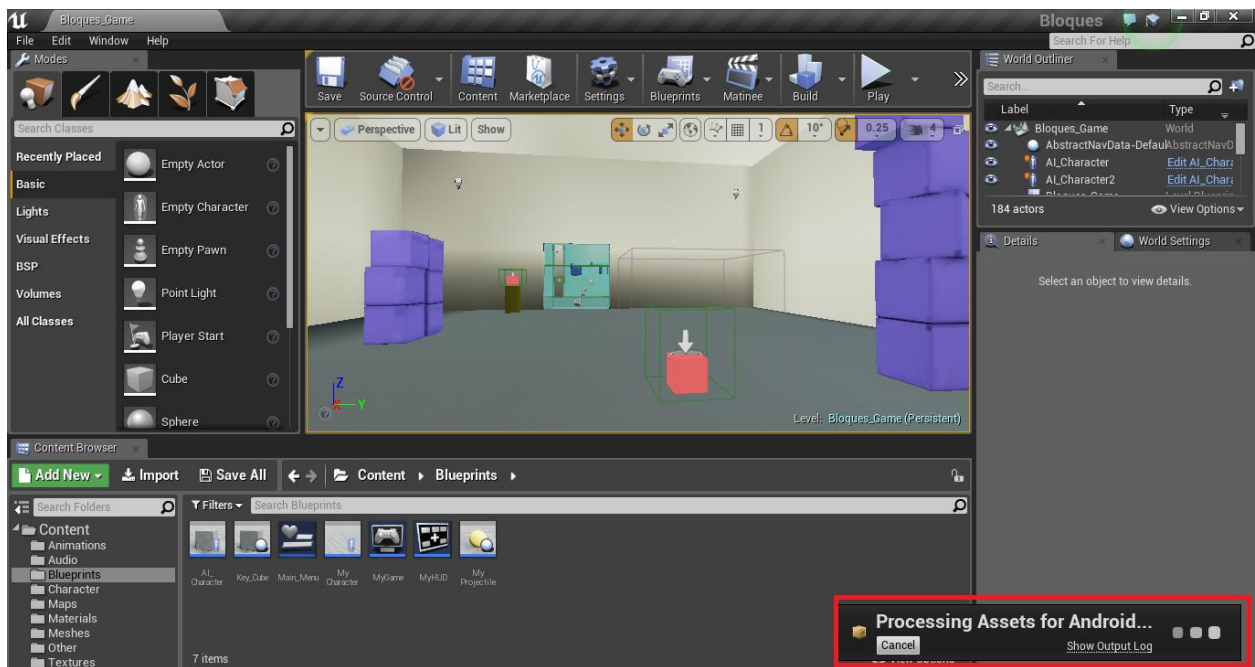 Bloques_Game
Bloques
File Edit Window Help
Search For Help
Modes
World Outliner
Save Source Control Content Marketplace Settings Blueprints Matinee Build Play
Search...
Label Type
Search Classes
Perspective Lit Show 10° 0.25 4
Recently Placed
Basic
Lights
Visual Effects
BSP
Volumes
All Classes
Empty Actor
Empty Character
Empty Pawn
Point Light
Player Start
Cube
Sphere
Bloques_Game World
AbstractNavData-Defaul AbstractNavD
AI_Character Edit AI_Chara
AI_Character2 Edit AI_Chara
184 actors View Options
Details World Settings
Select an object to view details.
Z
X Y
Level: Bloques_Game (Persistent)
Content Browser
Add New Import Save All Content Blueprints
Search Folders
Filters Search Blueprints
Content
Animations
Audio
Blueprints
Character
Maps
Materials
Meshes
Other
Textures
AI_
Character
Key_Cube
Main_Menu
My
Character
MyGame
MyHUD
My
Projectile
7 items
Processing Assets for Android...
Cancel Show Output Log